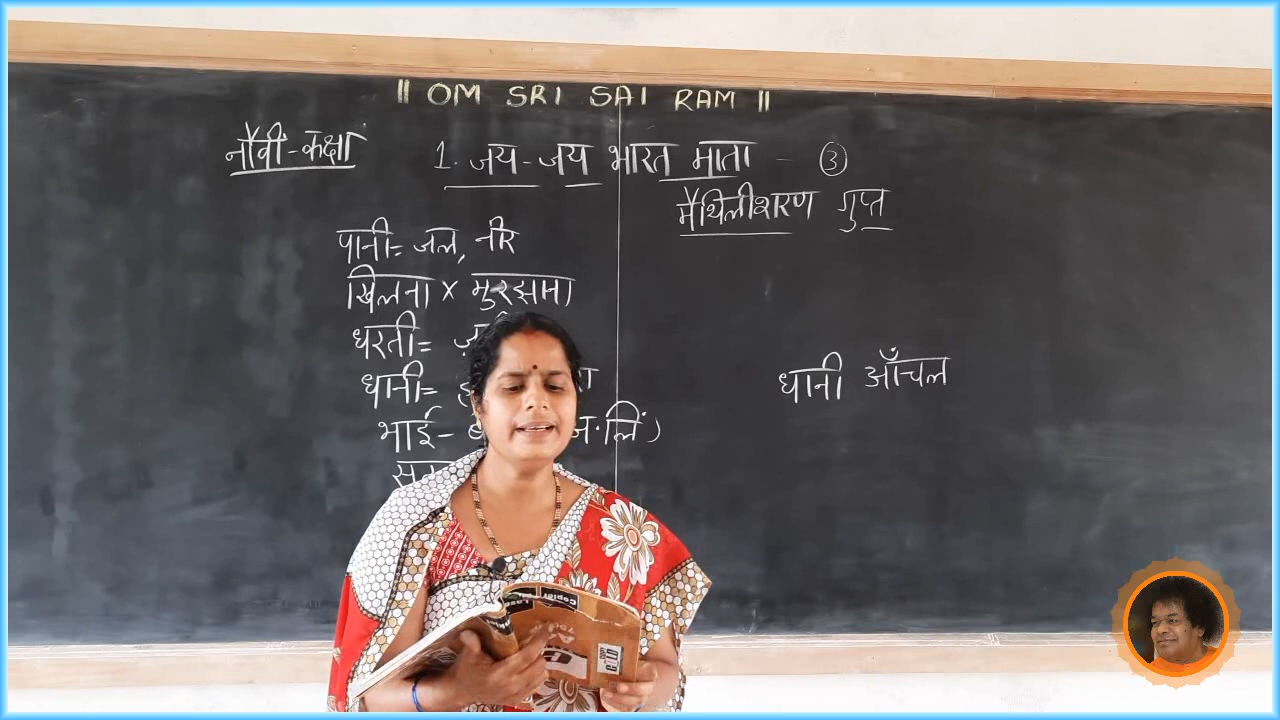 ॥ OM SRI SAI RAM ॥
नौवीं-कक्षा
1. जय-जय भारत माता - ③
मैथिलीशरण गुप्त
पानी= जल, नीर
खिलना × मुरझाना
धरती=
धानी=
भाई-
धानी आँचल